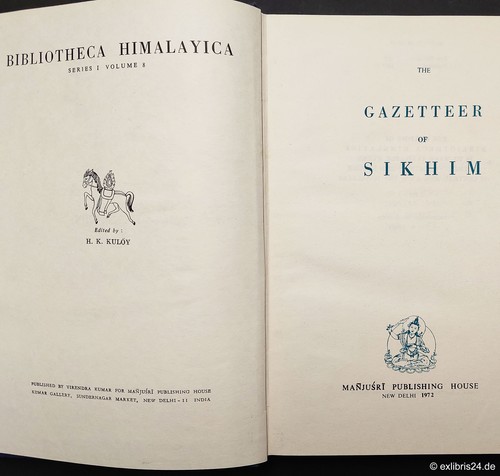 BIBLIOTHECA HIMALAYICA
SERIES I VOLUME 8
Edited by :
H. K. KULÖY
PUBLISHED BY VIRENDRA KUMAR FOR MAÑJUŚRĪ PUBLISHING HOUSE
KUMAR GALLERY, SUNDERNAGAR MARKET, NEW DELHI-11 INDIA
THE
GAZETTEER
OF
SIKHIM
MAÑJUŚRĪ PUBLISHING HOUSE
NEW DELHI 1972
© exlibris24.de